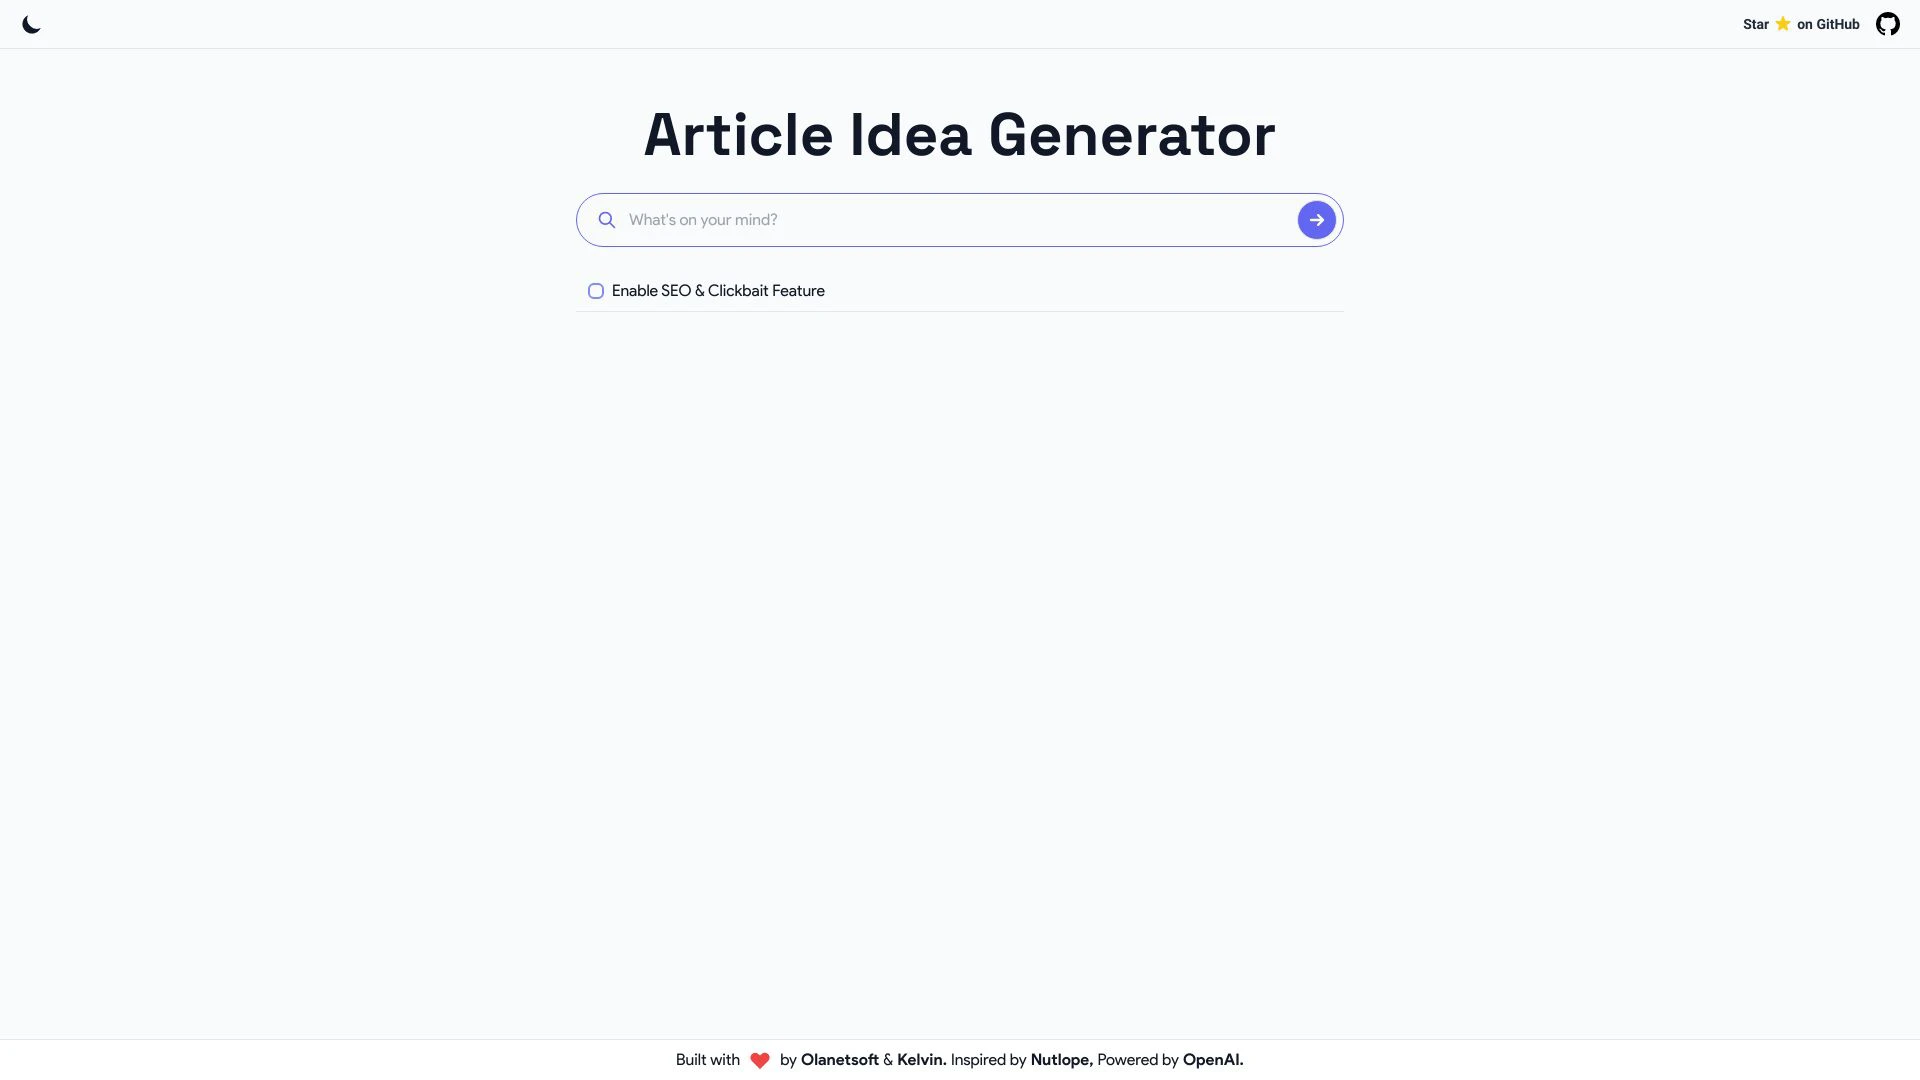 Star ⭐ on GitHub
Article Idea Generator
What's on your mind?
Enable SEO & Clickbait Feature
Built with ❤️ by Olanetsoft & Kelvin. Inspired by Nutlope, Powered by OpenAI.